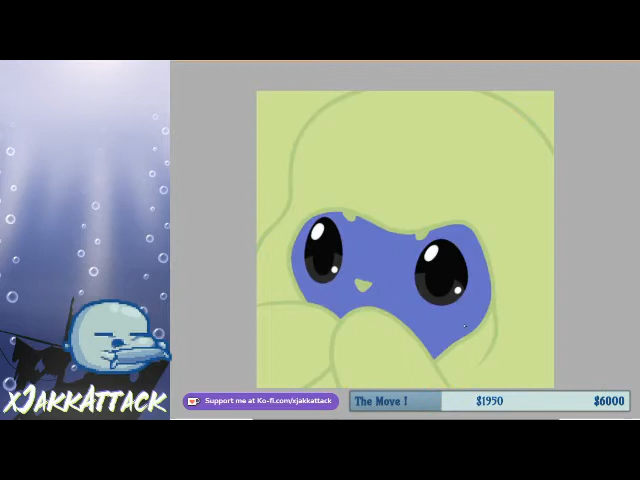 xJakkAttack
Support me at Ko-fi.com/xjakkattack
The Move ! $1950 $6000